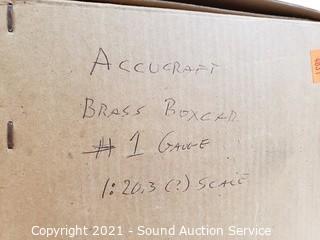 ACCUCRAFT
BRASS BOXCAR
# 1 GAUGE
1:20.3 (?) SCALE
Copyright 2021 - Sound Auction Service